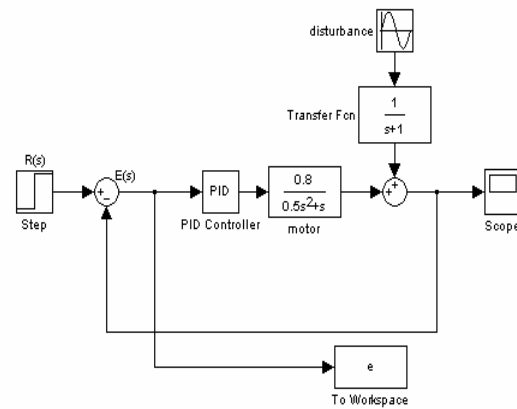 disturbance
Transfer Fcn
1
s+1
R(s)
E(s)
+
−
PID
0.8
0.5s²+s
+
+
Step
PID Controller
motor
Scope
e
To Workspace